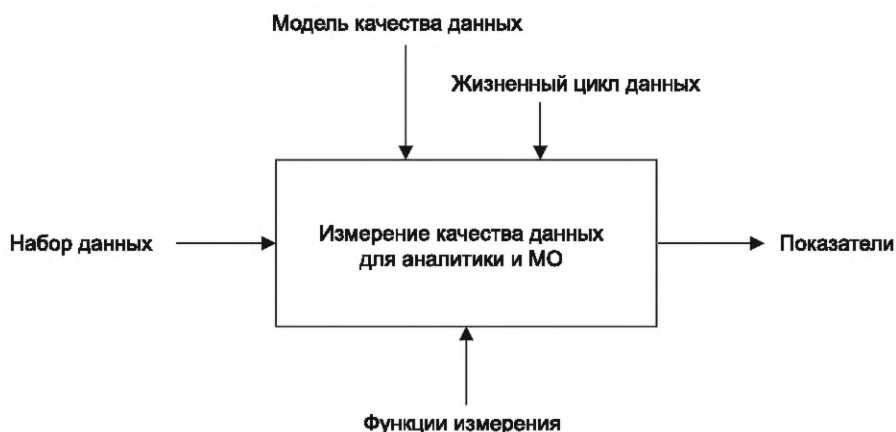 Модель качества данных
Жизненный цикл данных
Набор данных
Измерение качества данных
для аналитики и МО
Показатели
Функции измерения